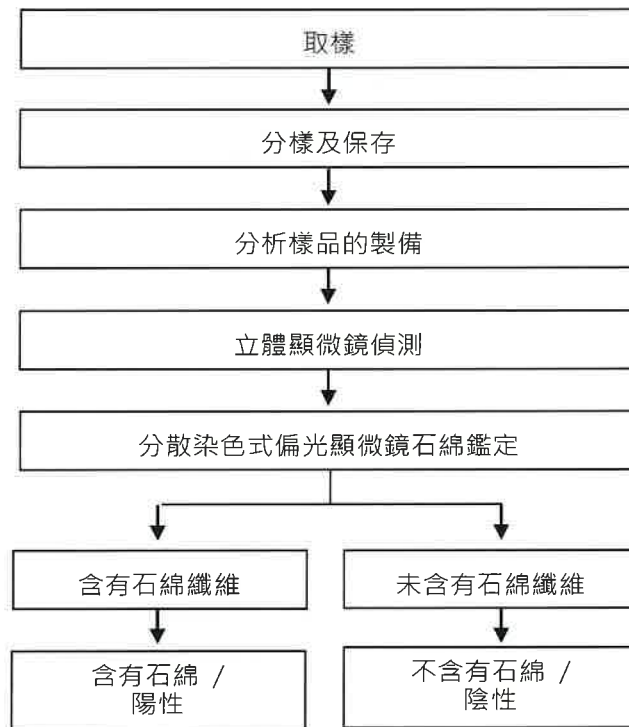 取樣
分樣及保存
分析樣品的製備
立體顯微鏡偵測
分散染色式偏光顯微鏡石綿鑑定
含有石綿纖維
未含有石綿纖維
含有石綿 /
陽性
不含有石綿 /
陰性